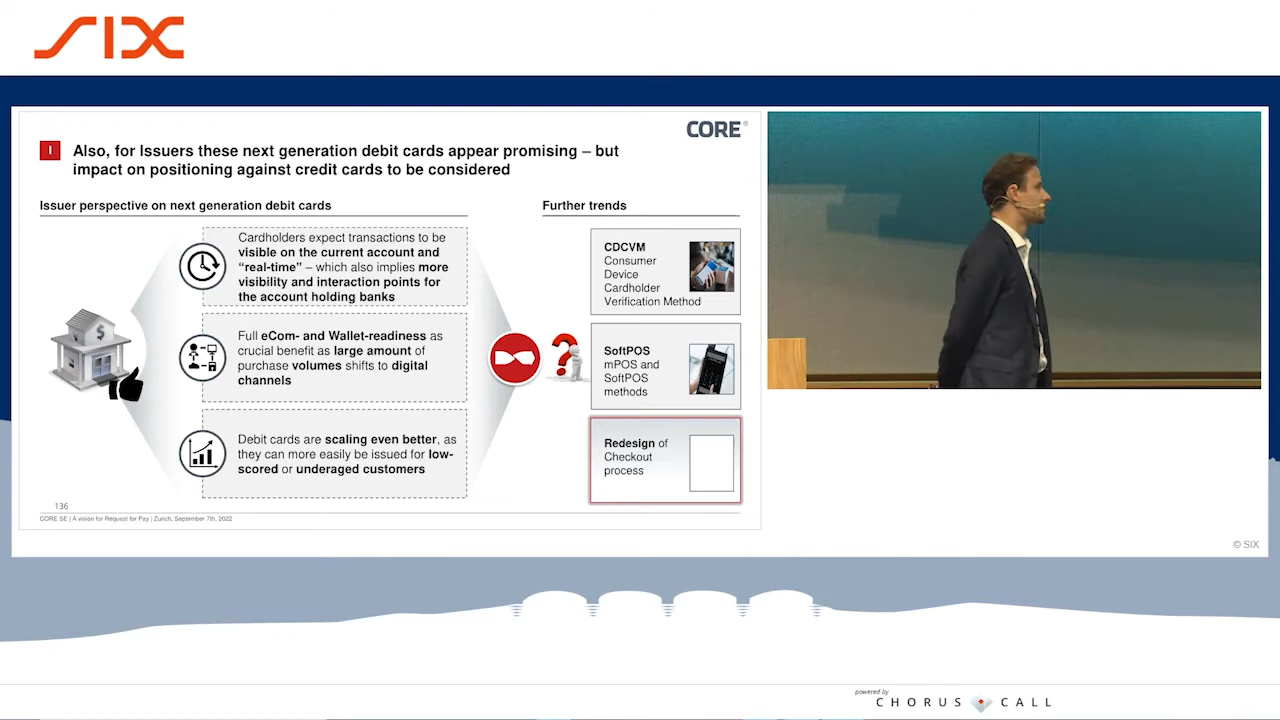 SIX
CORE®
I
Also, for Issuers these next generation debit cards appear promising – but
impact on positioning against credit cards to be considered
Issuer perspective on next generation debit cards
Further trends
Cardholders expect transactions to be
visible on the current account and
“real-time” – which also implies more
visibility and interaction points for
the account holding banks
Full eCom- and Wallet-readiness as
crucial benefit as large amount of
purchase volumes shifts to digital
channels
Debit cards are scaling even better, as
they can more easily be issued for low-
scored or underaged customers
$
?
CDCVM
Consumer
Device
Cardholder
Verification Method
SoftPOS
mPOS and
SoftPOS
methods
Redesign of
Checkout
process
136
CORE SE | A vision for Request for Pay | Zurich, September 7th, 2022
© SIX
powered by
CHORUS CALL